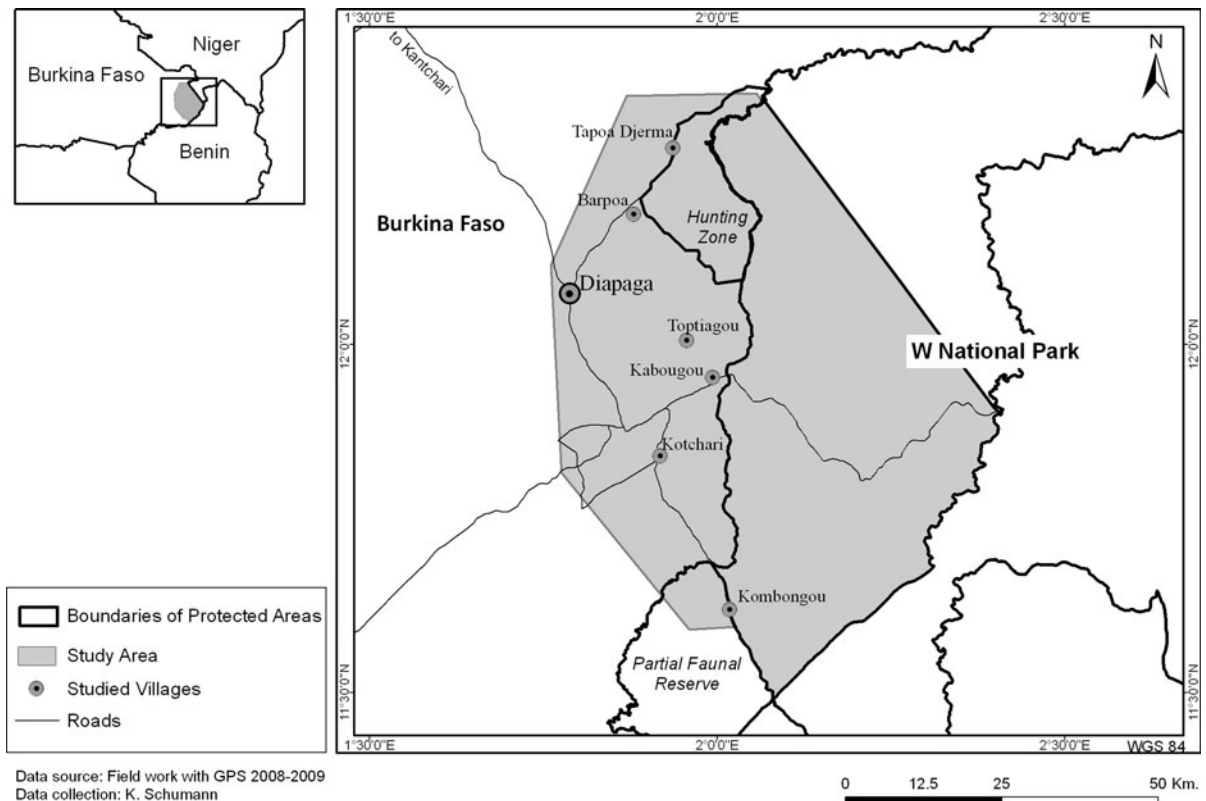 Niger
Burkina Faso
Benin
1°30'0"E
2°0'0"E
2°30'0"E
to Kantchari
N
Tapoa Djerma
Barpoa
Burkina Faso
Hunting
Zone
Diapaga
Toptiagou
12°0'0"N
12°0'0"N
W National Park
Kabougou
Kotchari
Kombongou
Partial Faunal
Reserve
11°30'0"N
11°30'0"N
1°30'0"E
2°0'0"E
2°30'0"E
WGS 84
Boundaries of Protected Areas
Study Area
Studied Villages
Roads
Data source: Field work with GPS 2008-2009
Data collection: K. Schumann
0 12.5 25 50 Km.